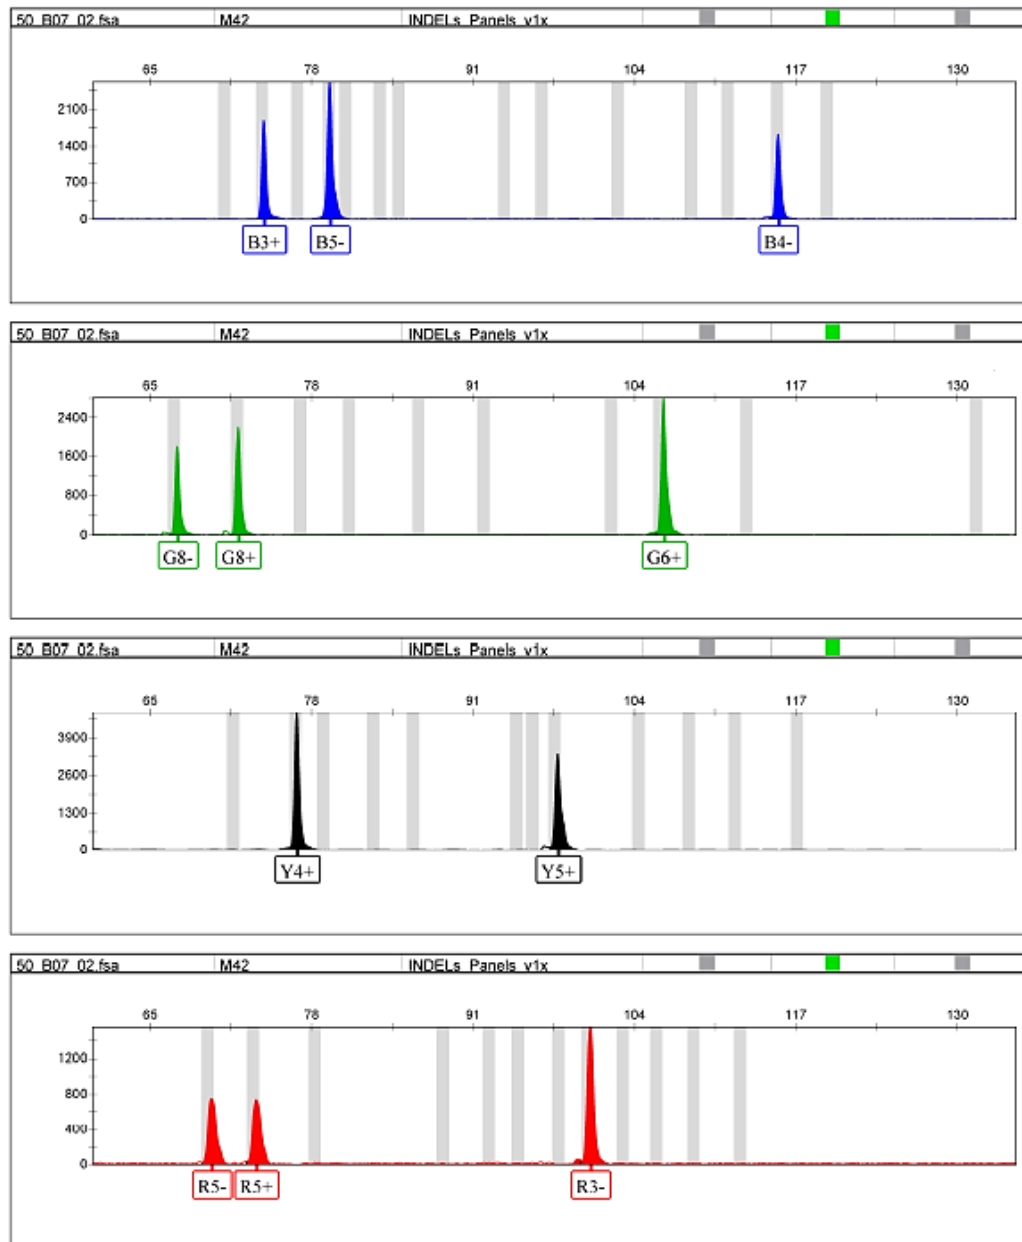 50_B07_02.fsa M42 INDELs_Panels_v1x
65 78 91 104 117 130
2100
1400
700
0
B3+ B5- B4-
50_B07_02.fsa M42 INDELs_Panels_v1x
65 78 91 104 117 130
2400
1600
800
0
G8- G8+ G6+
50_B07_02.fsa M42 INDELs_Panels_v1x
65 78 91 104 117 130
3900
2600
1300
0
Y4+ Y5+
50_B07_02.fsa M42 INDELs_Panels_v1x
65 78 91 104 117 130
1200
800
400
0
R5- R5+ R3-